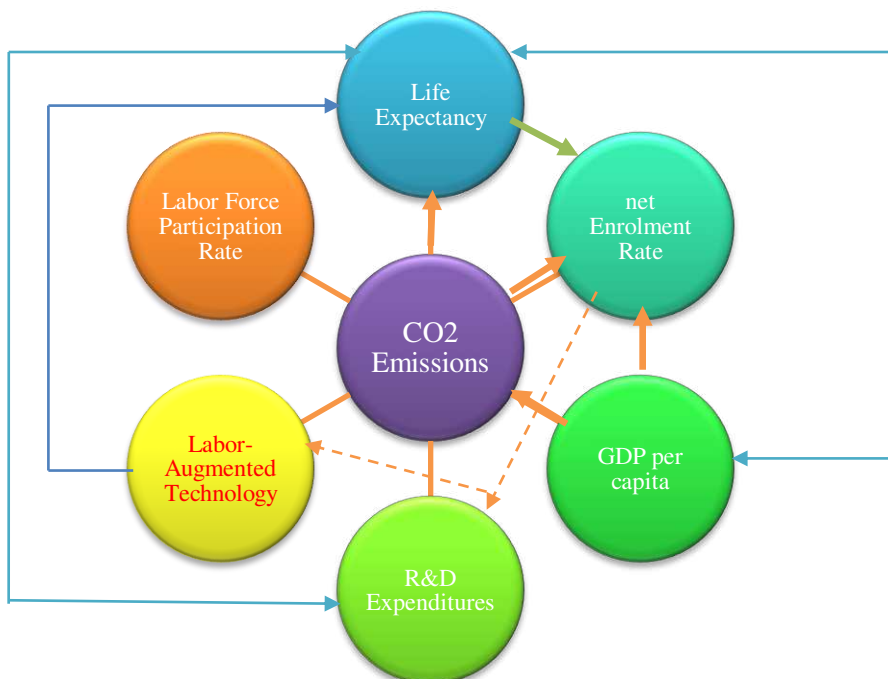 Life
Expectancy
Labor Force
Participation
Rate
net
Enrolment
Rate
CO2
Emissions
Labor-
Augmented
Technology
GDP per
capita
R&D
Expenditures